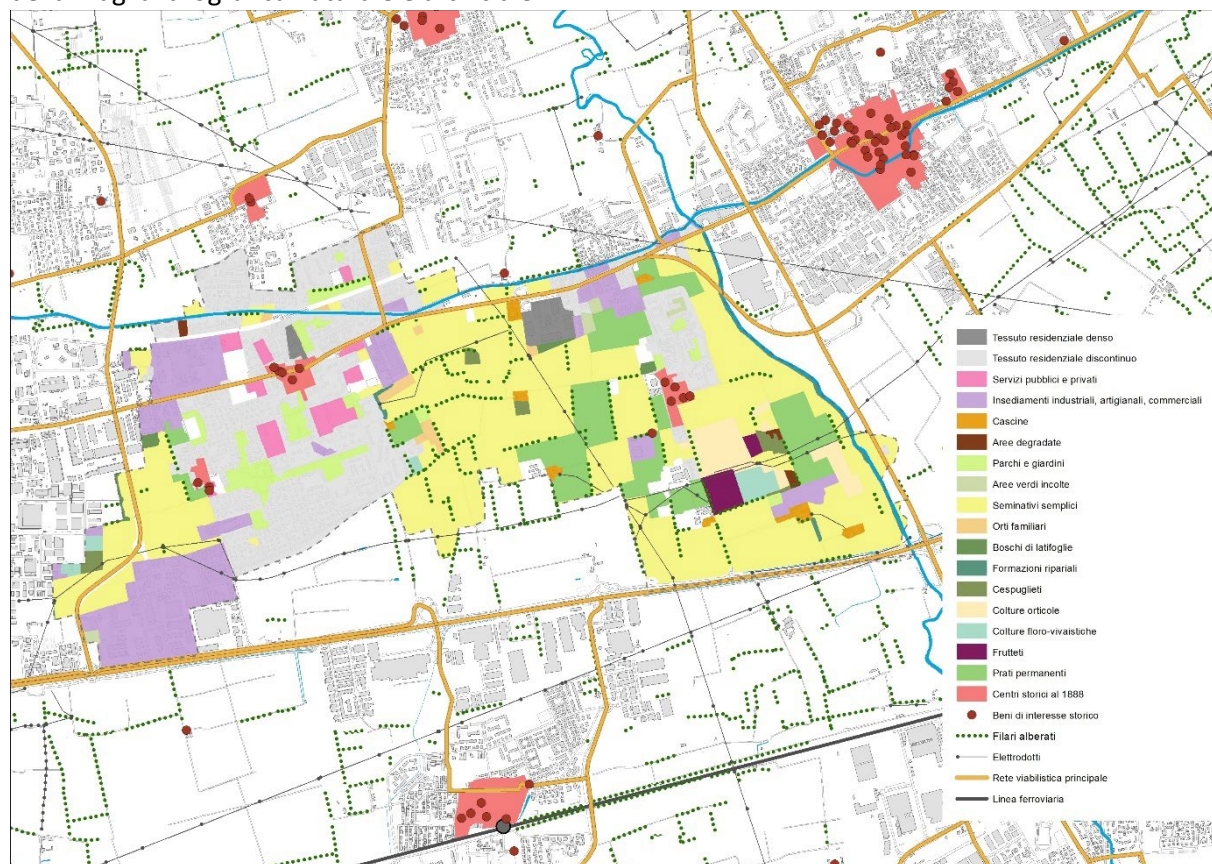 Tessuto residenziale denso
Tessuto residenziale discontinuo
Servizi pubblici e privati
Insediamenti industriali, artigianali, commerciali
Cascine
Aree degradate
Parchi e giardini
Aree verdi incolte
Seminativi semplici
Orti familiari
Boschi di latifoglie
Formazioni ripariali
Cespuglieti
Colture orticole
Colture floro-vivaistiche
Frutteti
Prati permanenti
Centri storici al 1888
Beni di interesse storico
Filari alberati
Elettrodotti
Rete viabilistica principale
Linea ferroviaria